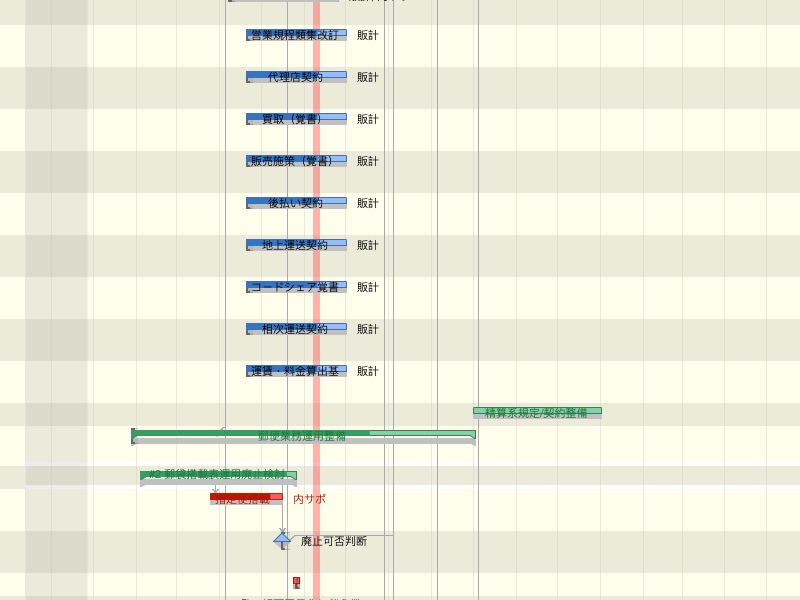 営業規程類集改訂 販計
代理店契約 販計
買取（覚書） 販計
販売施策（覚書） 販計
後払い契約 販計
地上運送契約 販計
コードシェア覚書 販計
相次運送契約 販計
運賃・料金算出基 販計
精算系規定/契約整備
郵便業務運用整備
#2 郵袋搭載表運用廃止検討
指定便搭載 内サポ
廃止可否判断